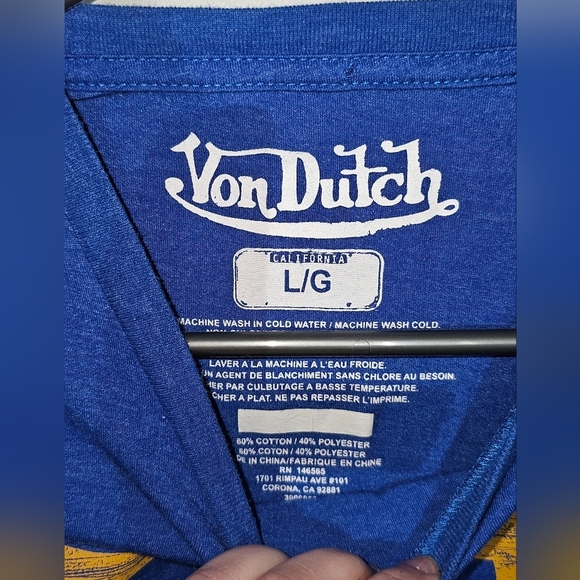 Von Dutch
CALIFORNIA
L/G
MACHINE WASH IN COLD WATER / MACHINE WASH COLD.
LAVER A LA MACHINE A L'EAU FROIDE.
UN AGENT DE BLANCHIMENT SANS CHLORE AU BESOIN.
PAR CULBUTAGE A BASSE TEMPERATURE.
A PLAT. NE PAS REPASSER L'IMPRIME.
60% COTTON / 40% POLYESTER
60% COTON / 40% POLYESTER
IN CHINA/FABRIQUE EN CHINE
RN 146565
1701 RIMPAU AVE #101
CORONA, CA 92881